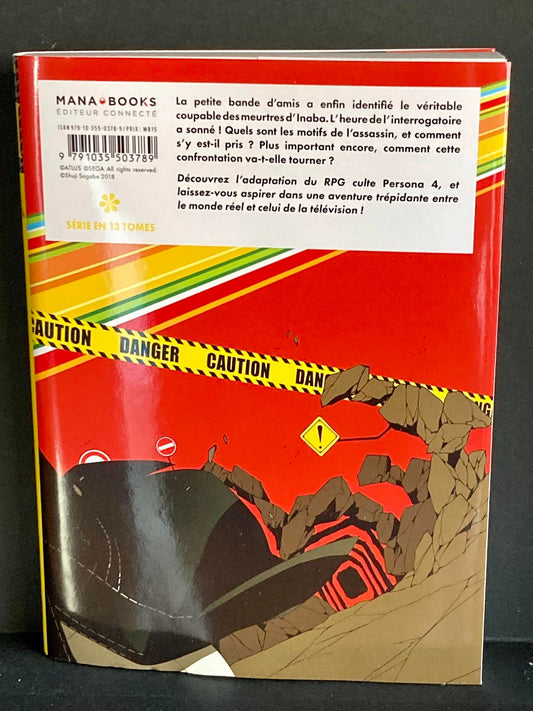 MANA BOOKS
ÉDITEUR CONNECTÉ
ISBN 979-10-355-0378-9/PRIX: MB15
9 791035 503789
©ATLUS ©SEGA All rights reserved.
©Shuji Sogabe 2018
SÉRIE EN 13 TOMES
La petite bande d'amis a enfin identifié le véritable
coupable des meurtres d'Inaba. L'heure de l'interrogatoire
a sonné ! Quels sont les motifs de l'assassin, et comment
s'y est-il pris ? Plus important encore, comment cette
confrontation va-t-elle tourner ?
Découvrez l'adaptation du RPG culte Persona 4, et
laissez-vous aspirer dans une aventure trépidante entre
le monde réel et celui de la télévision !
CAUTION DANGER CAUTION DAN NG
!